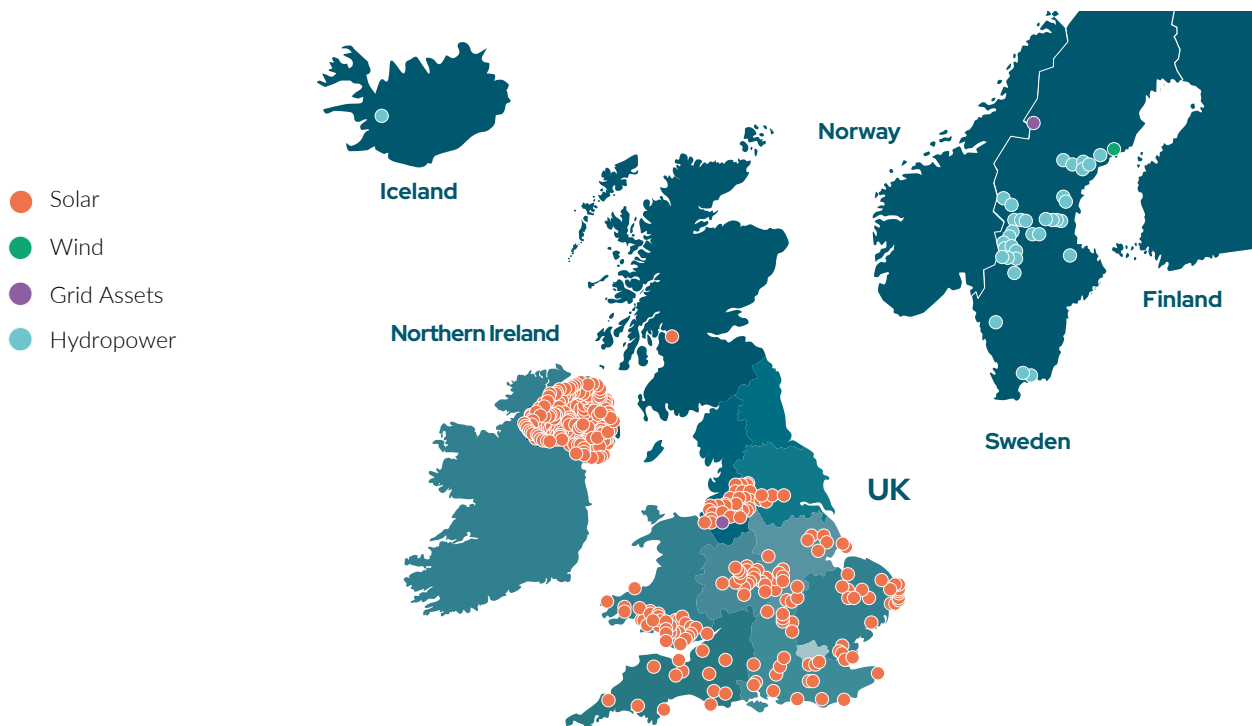 Norway
Iceland
Solar
Wind
Grid Assets
Hydropower
Northern Ireland
Finland
Sweden
UK